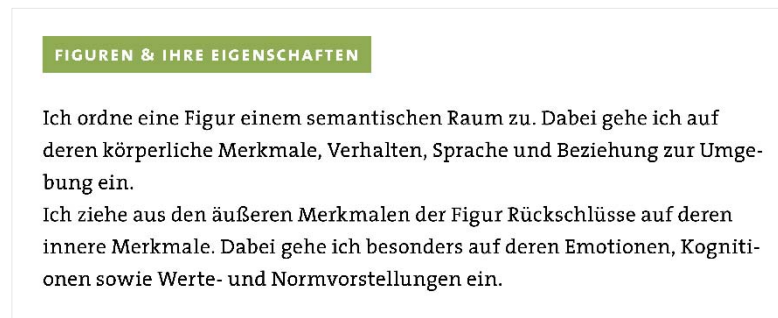 FIGUREN & IHRE EIGENSCHAFTEN
Ich ordne eine Figur einem semantischen Raum zu. Dabei gehe ich auf
deren körperliche Merkmale, Verhalten, Sprache und Beziehung zur Umge-
bung ein.
Ich ziehe aus den äußeren Merkmalen der Figur Rückschlüsse auf deren
innere Merkmale. Dabei gehe ich besonders auf deren Emotionen, Kogniti-
onen sowie Werte- und Normvorstellungen ein.